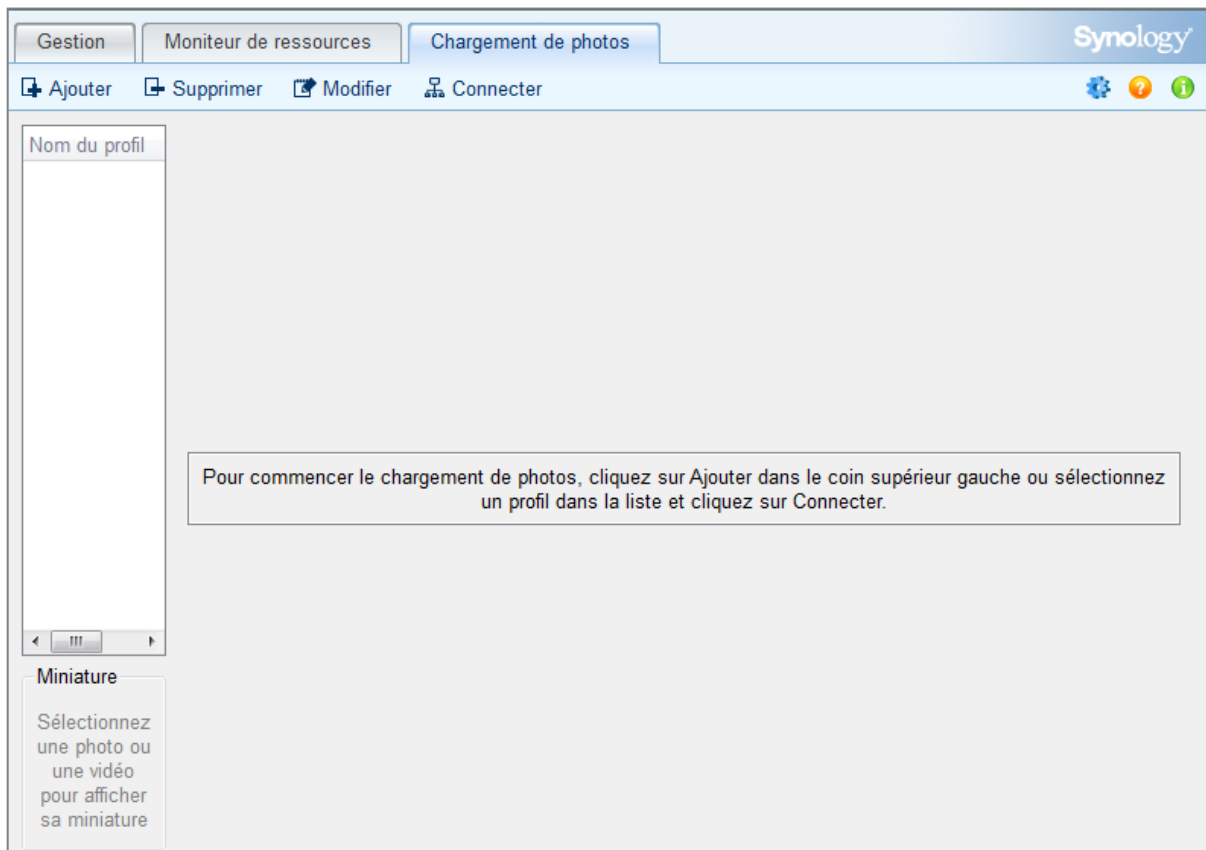 Gestion
Moniteur de ressources
Chargement de photos
Synology
Ajouter
Supprimer
Modifier
Connecter
Nom du profil
Pour commencer le chargement de photos, cliquez sur Ajouter dans le coin supérieur gauche ou sélectionnez
un profil dans la liste et cliquez sur Connecter.
Miniature
Sélectionnez
une photo ou
une vidéo
pour afficher
sa miniature